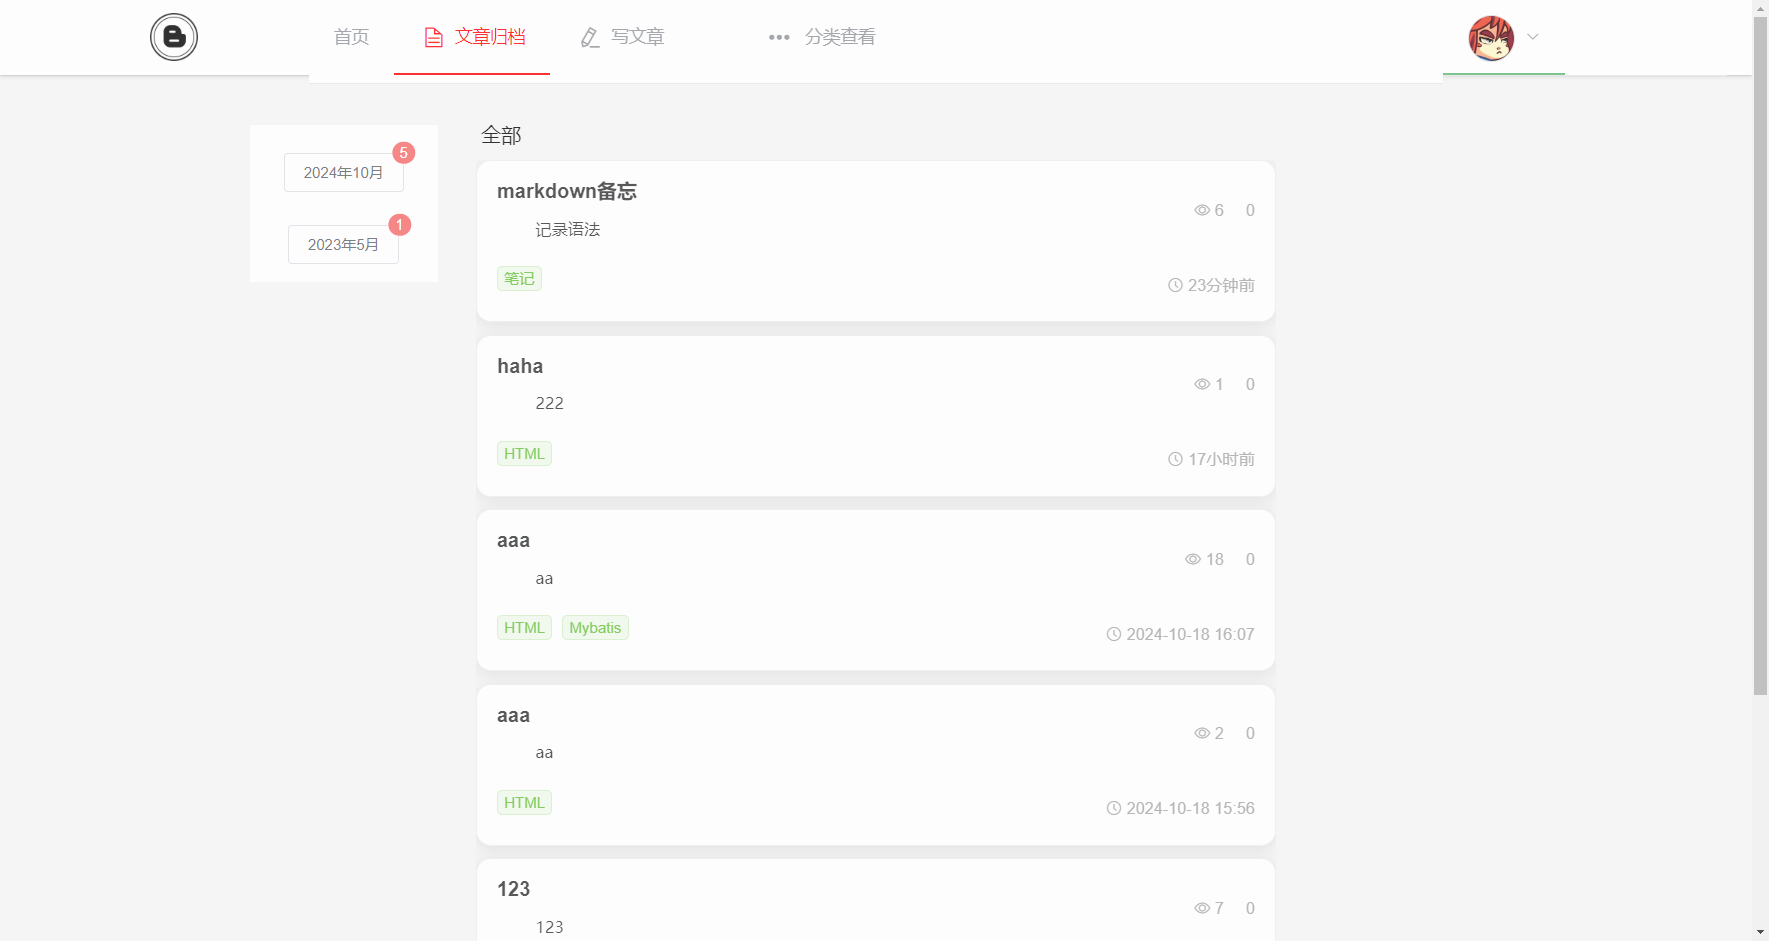 首页 文章归档 写文章 ••• 分类查看
2024年10月 5
2023年5月 1
全部
markdown备忘
6 0
记录语法
笔记
23分钟前
haha
1 0
222
HTML
17小时前
aaa
18 0
aa
HTML Mybatis
2024-10-18 16:07
aaa
2 0
aa
HTML
2024-10-18 15:56
123
7 0
123